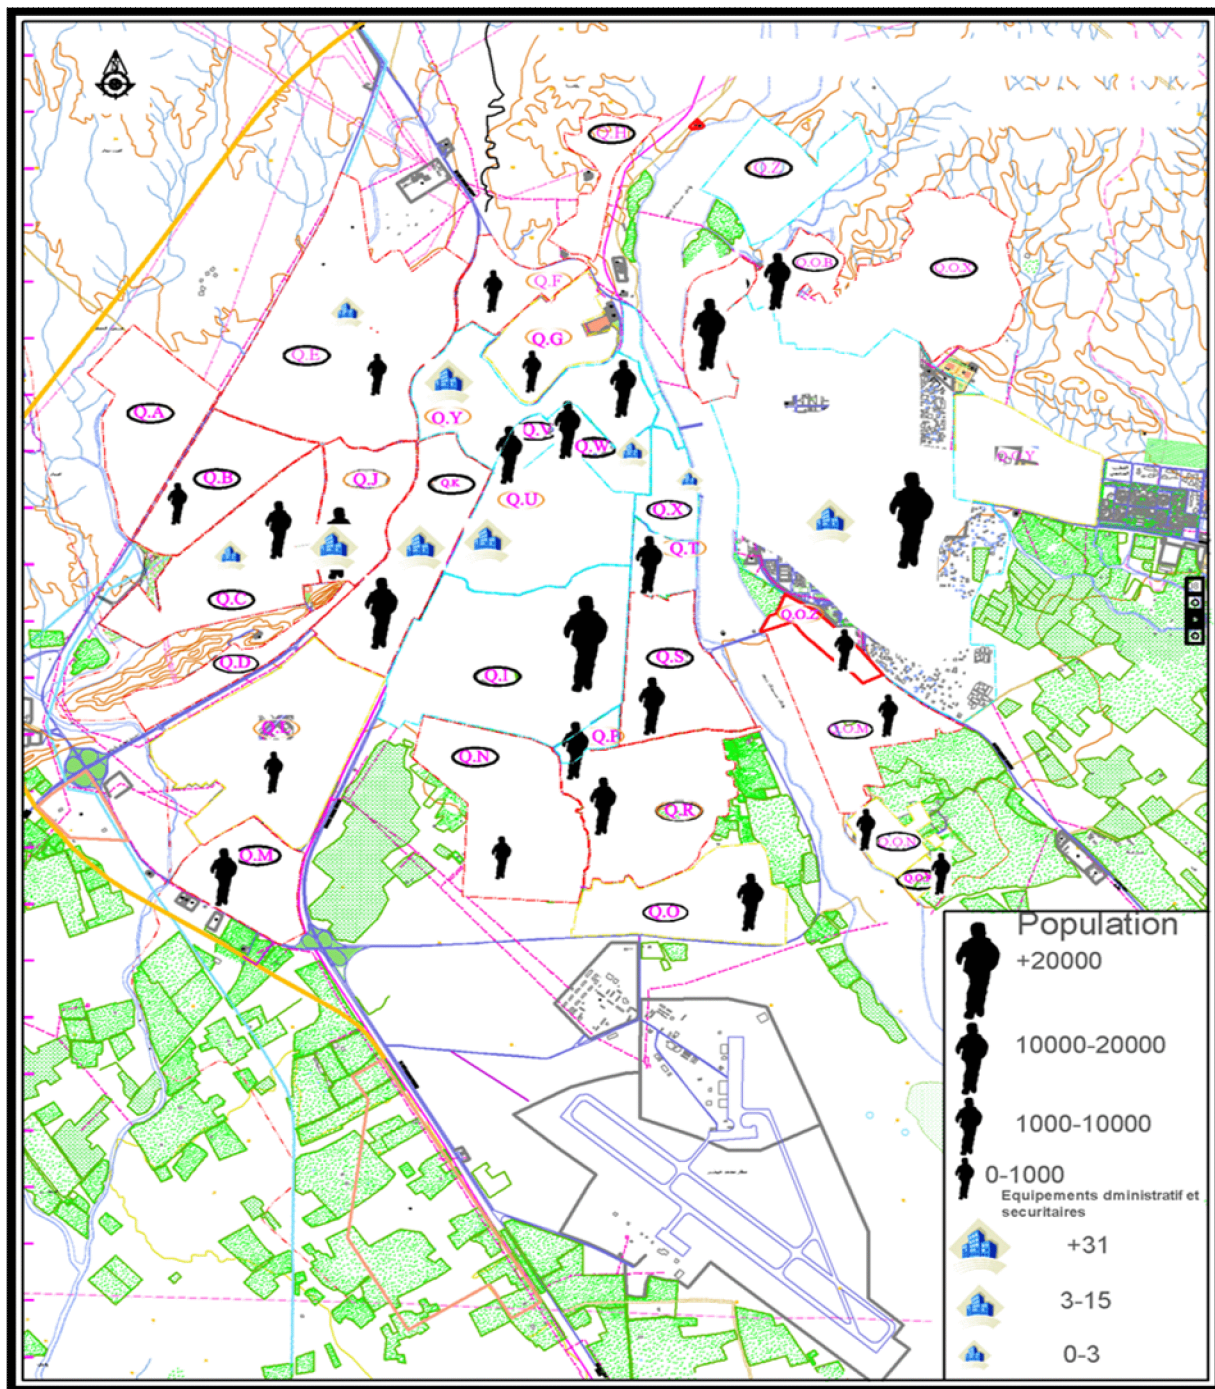 Q.H
Q.Z
Q.O.B
Q.O.X
Q.F
Q.G
Q.E
Q.A
Q.Y
Q.V
Q.W
Q.O.Y
Q.B
Q.J
Q.K
Q.U
Q.X
Q.T
Q.C
Q.O.Z
Q.D
Q.I
Q.S
Q.P
Q.N
Q.R
Q.M
Q.O.N
Q.O
Population
+20000
10000-20000
1000-10000
0-1000
Equipements dministratif et
securitaires
+31
3-15
0-3